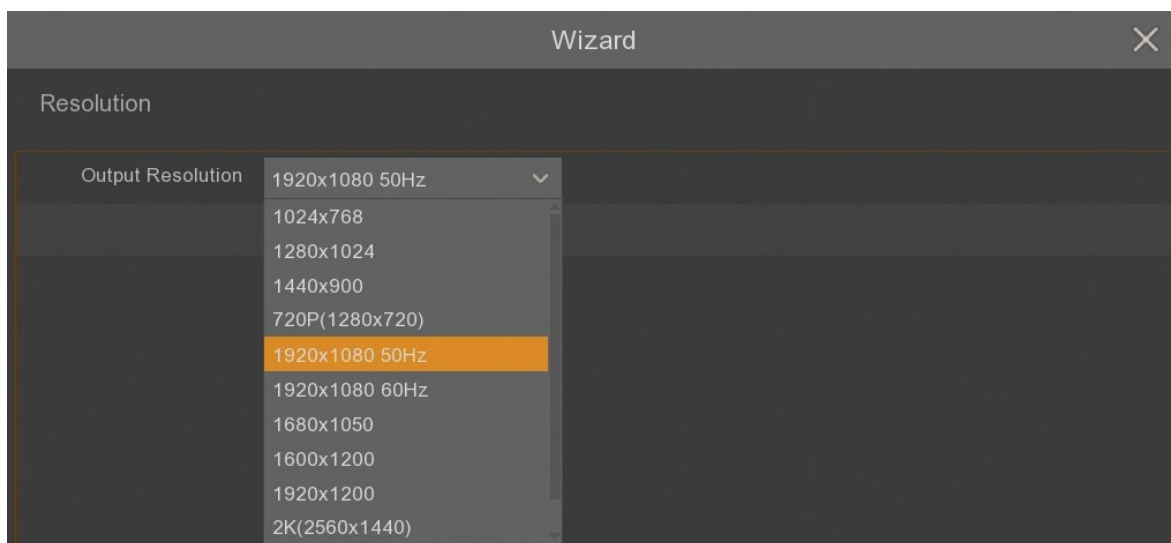 Wizard
Resolution
Output Resolution 1920x1080 50Hz
1024x768
1280x1024
1440x900
720P(1280x720)
1920x1080 50Hz
1920x1080 60Hz
1680x1050
1600x1200
1920x1200
2K(2560x1440)